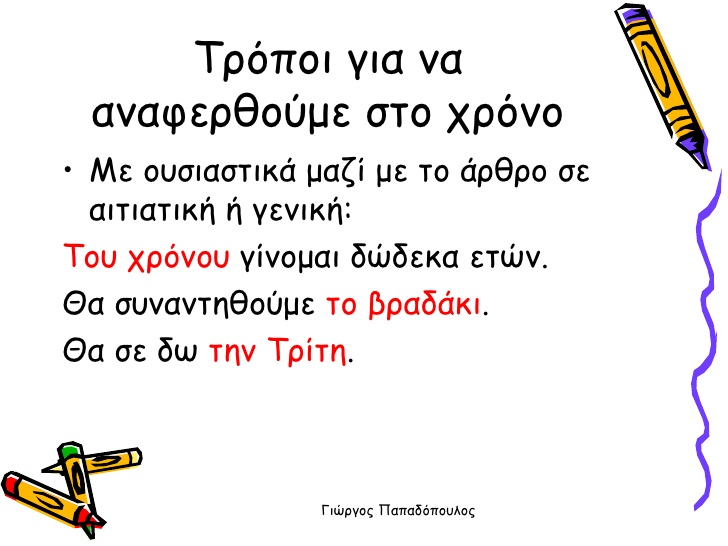 Τρόποι για να
αναφερθούμε στο χρόνο
• Με ουσιαστικά μαζί με το άρθρο σε
αιτιατική ή γενική:
Του χρόνου γίνομαι δώδεκα ετών.
Θα συναντηθούμε το βραδάκι.
Θα σε δω την Τρίτη.
Γιώργος Παπαδόπουλος